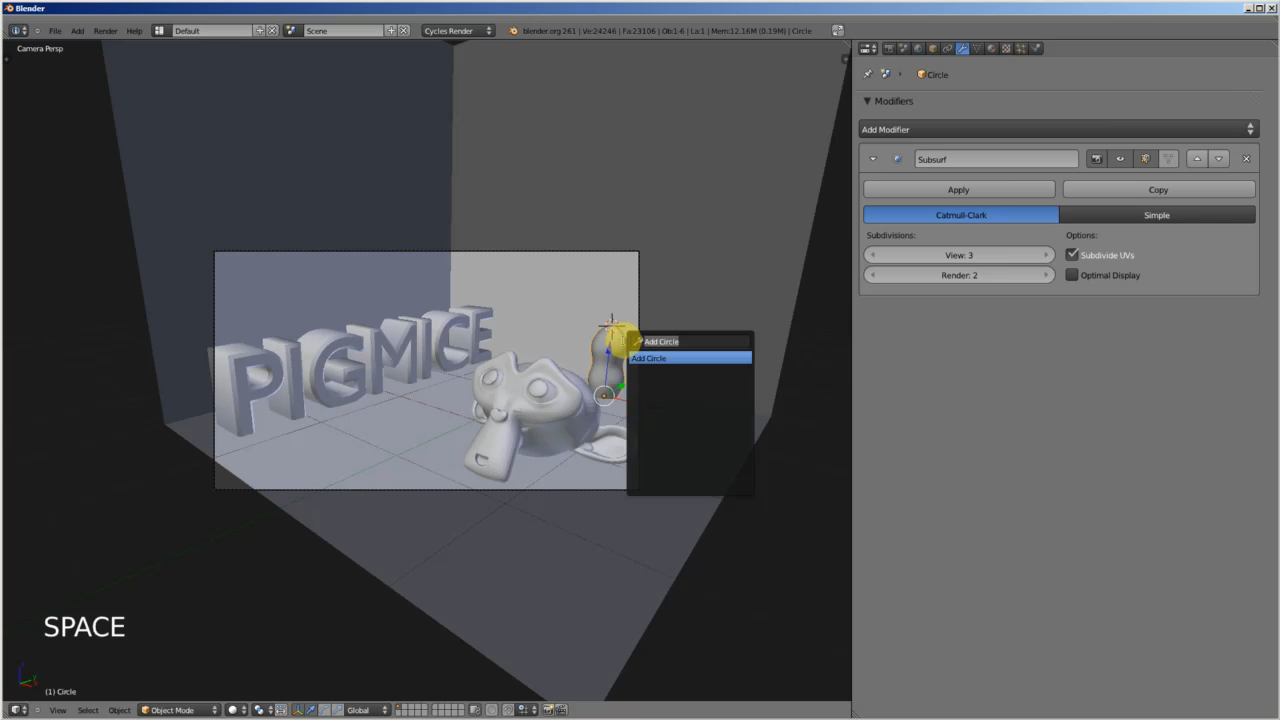 Blender
File Add Render Help Default Scene Cycles Render blender.org 261 | Ve:24246 | Fa:23106 | Ob:1-6 | La:1 | Mem:12.16M (0.19M) | Circle
Camera Persp
Circle
Modifiers
Add Modifier
Subsurf
Apply Copy
Catmull-Clark Simple
Subdivisions: Options:
View: 3 Subdivide UVs
Render: 2 Optimal Display
PIGMICE
Add Circle
Add Circle
SPACE
(1) Circle
View Select Object Object Mode Global